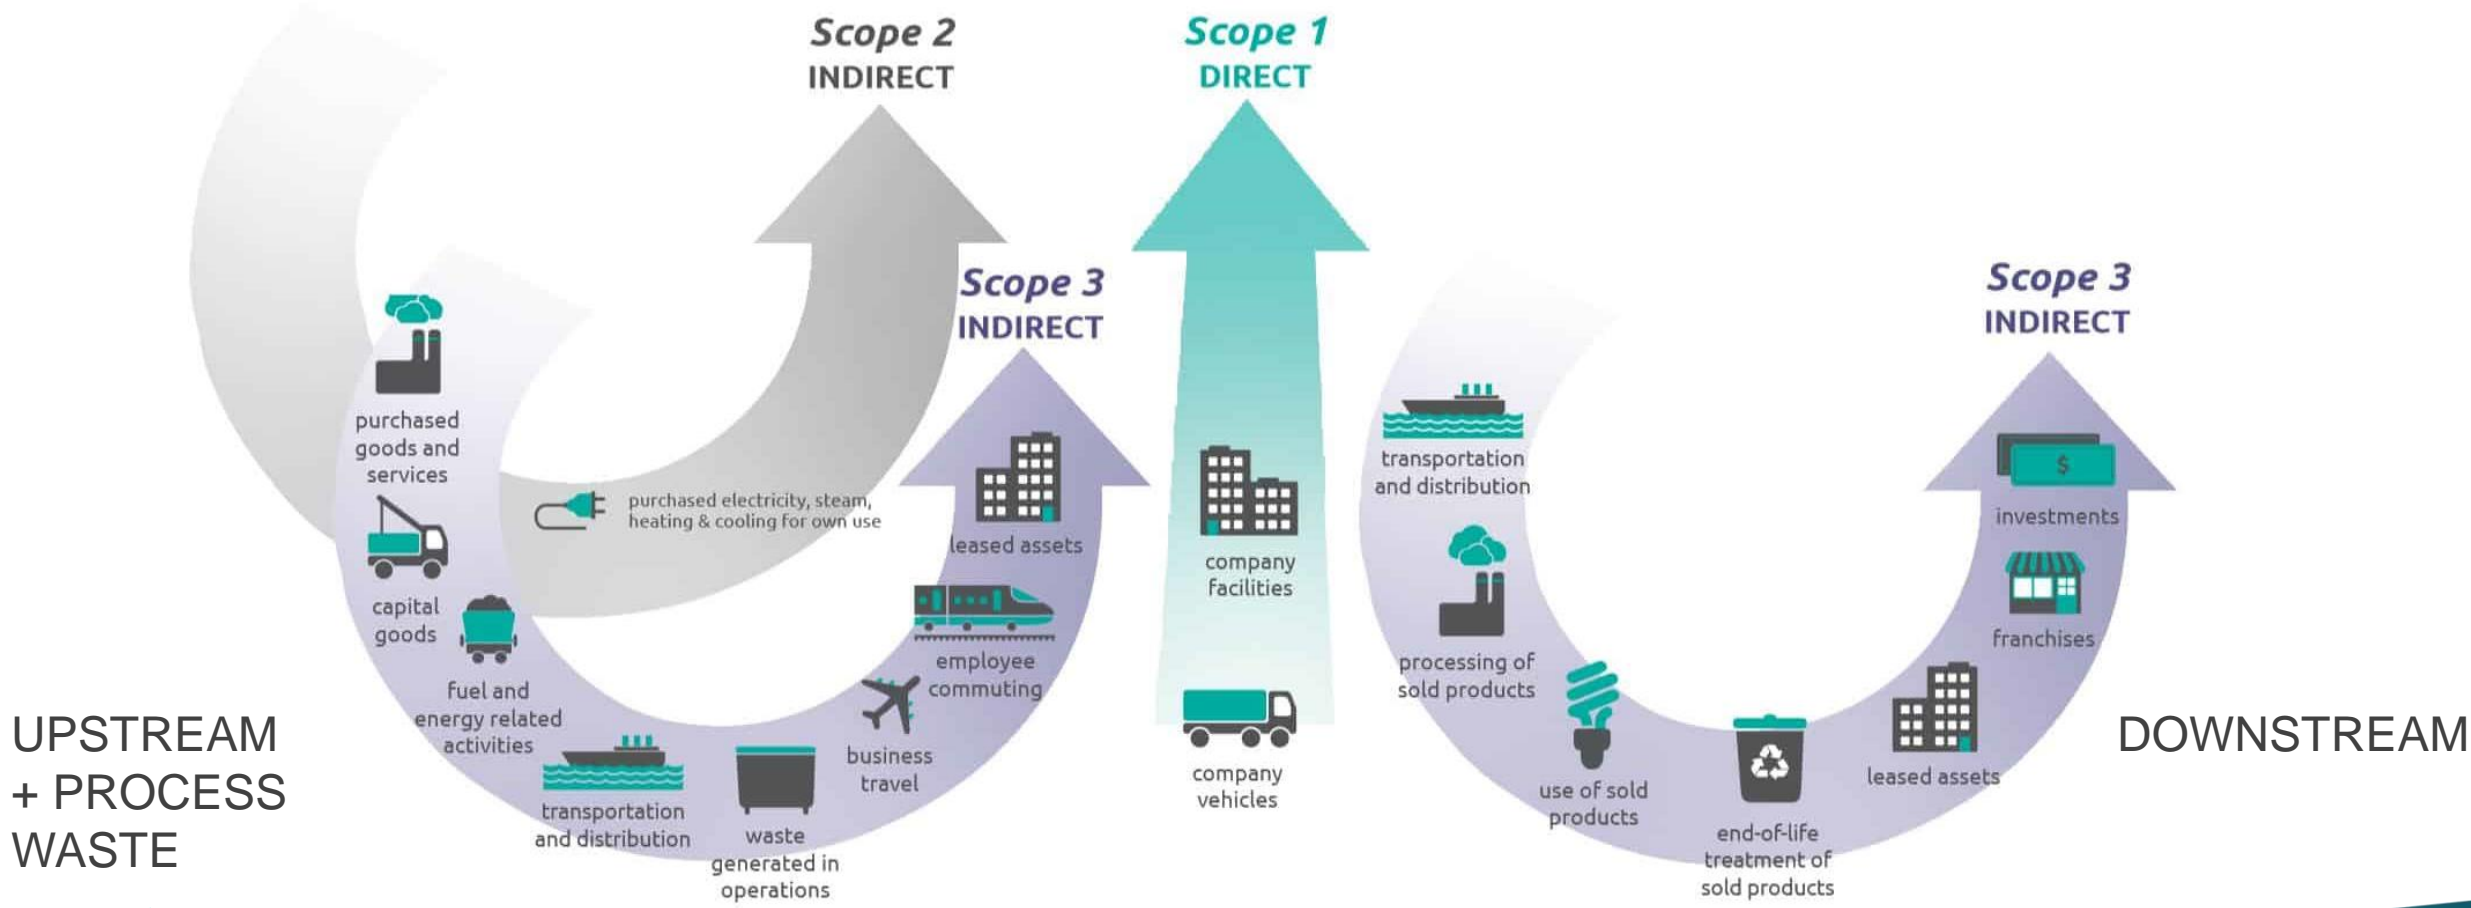 Scope 2
INDIRECT
Scope 1
DIRECT
Scope 3
INDIRECT
Scope 3
INDIRECT
purchased
goods and
services
capital
goods
fuel and
energy related
activities
transportation
and distribution
waste
generated in
operations
business
travel
employee
commuting
leased assets
purchased electricity, steam,
heating & cooling for own use
company
facilities
company
vehicles
transportation
and distribution
processing of
sold products
use of sold
products
end-of-life
treatment of
sold products
leased assets
franchises
$
investments
UPSTREAM
+ PROCESS
WASTE
DOWNSTREAM